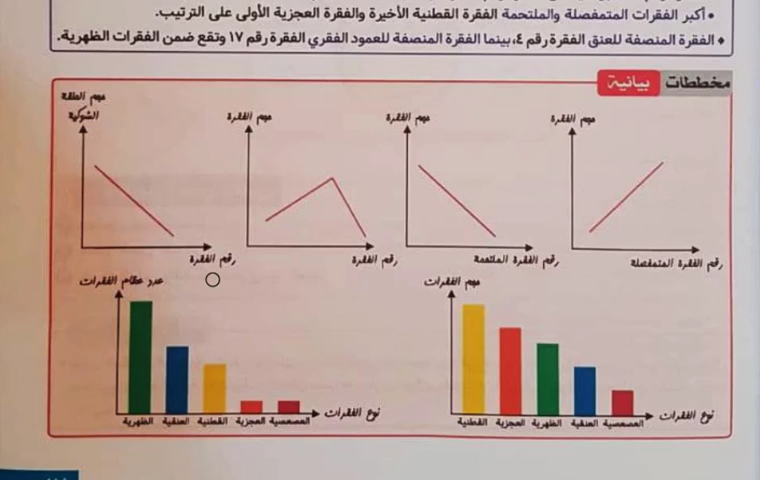 • أكبر الفقرات المتمفصلة والملتحمة الفقرة القطنية الأخيرة والفقرة العجزية الأولى على الترتيب.
♦ الفقرة المنصفة للعنق الفقرة رقم ٤، بينما الفقرة المنصفة للعمود الفقري الفقرة رقم ١٧ وتقع ضمن الفقرات الظهرية.
مخططات بيانية
حجم الفقرة
رقم الفقرة المتمفصلة
حجم الفقرة
رقم الفقرة الملتحمة
حجم الفقرة
رقم الفقرة
حجم الحلقة
الشوكية
رقم الفقرة
حجم الفقرات
القطنية العجزية الظهرية العنقية العصعصية
نوع الفقرات
عدد عظام الفقرات
الظهرية العنقية القطنية العجزية العصعصية
نوع الفقرات